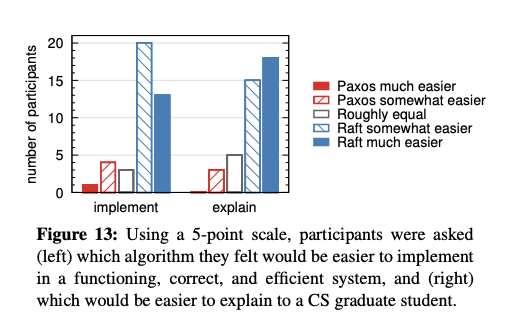 number of participants
20
15
10
5
0
implement
explain
Paxos much easier
Paxos somewhat easier
Roughly equal
Raft somewhat easier
Raft much easier
Figure 13: Using a 5-point scale, participants were asked
(left) which algorithm they felt would be easier to implement
in a functioning, correct, and efficient system, and (right)
which would be easier to explain to a CS graduate student.